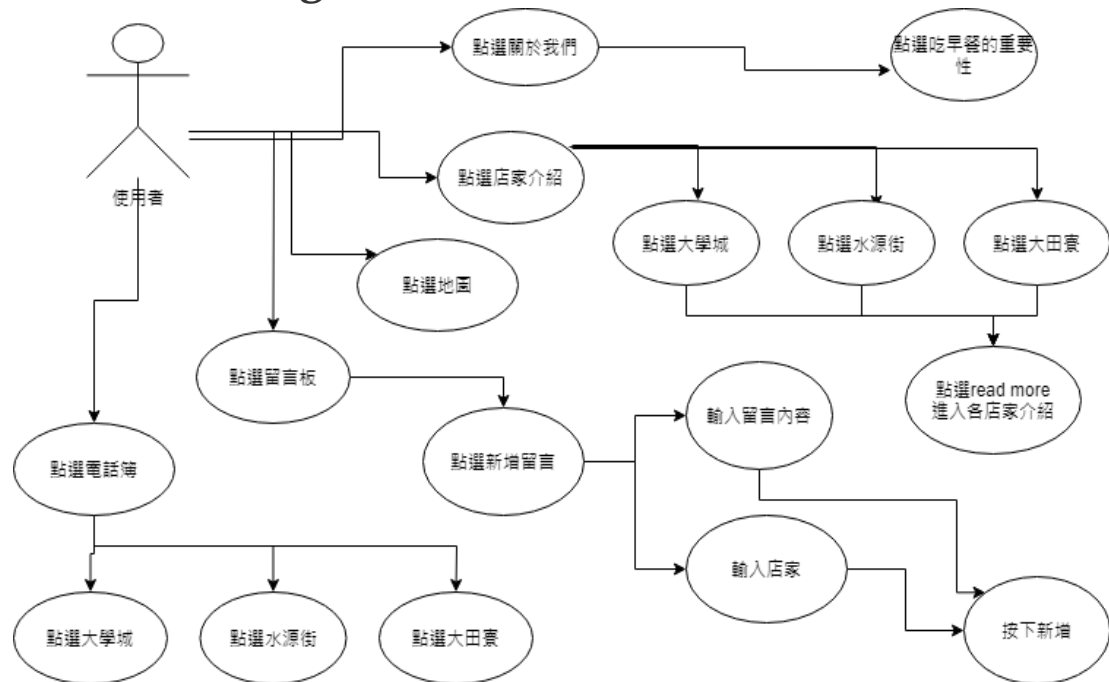 點選關於我們
點選吃早餐的重要
性
點選店家介紹
使用者
點選大學城
點選水源街
點選大田寮
點選地圖
點選留言板
點選read more
進入各店家介紹
輸入留言內容
點選電話簿
點選新增留言
輸入店家
點選大學城
點選水源街
點選大田寮
按下新增